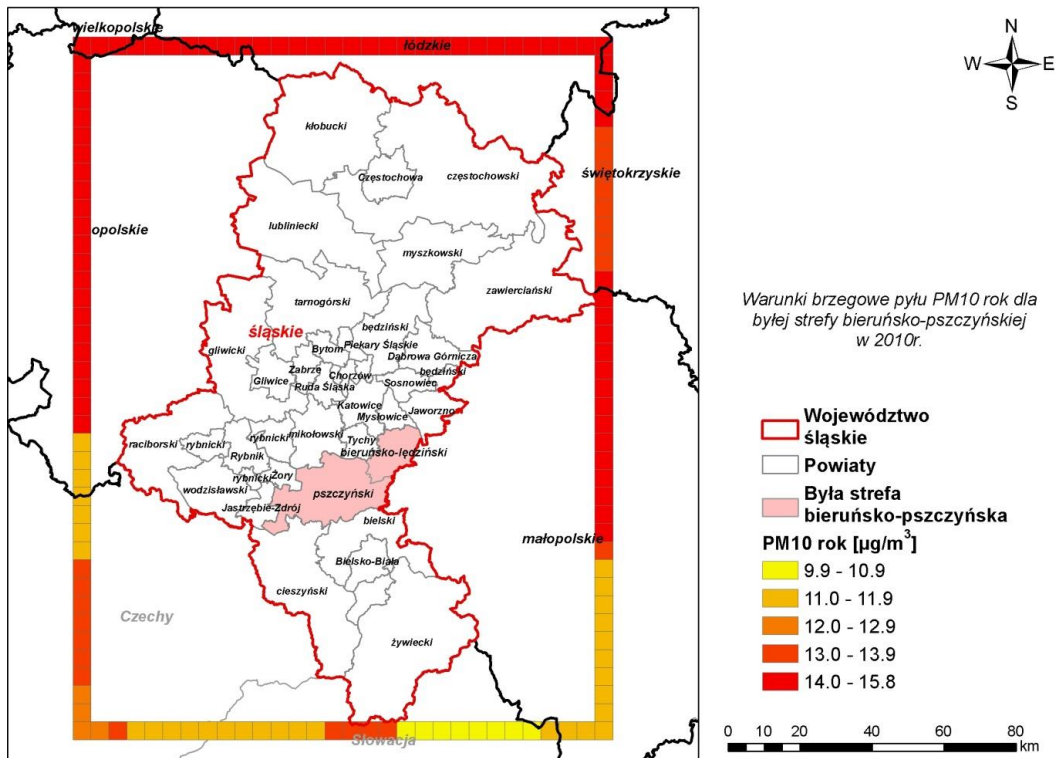 wielkopolskie
łódzkie
N
W E
S
kłobucki
Częstochowa
częstochowski
świętokrzyskie
opolskie
lubliniecki
myszkowski
zawierciański
tarnogórski
śląskie
będziński
gliwicki
Bytom
Piekary Śląskie
Dąbrowa Górnicza
Zabrze
Chorzów
będziński
Gliwice
Ruda Śląska
Sosnowiec
Katowice
Jaworzno
Mysłowice
raciborski
rybnicki
rybnicki
mikołowski
Tychy
bieruńsko-lędziński
Rybnik
rybnicki
Żory
wodzisławski
pszczyński
Jastrzębie-Zdrój
bielski
małopolskie
Bielsko-Biała
cieszyński
Czechy
żywiecki
Słowacja
Warunki brzegowe pyłu PM10 rok dla
byłej strefy bieruńsko-pszczyńskiej
w 2010r.
Województwo
śląskie
Powiaty
Była strefa
bieruńsko-pszczyńska
PM10 rok [µg/m³]
9.9 - 10.9
11.0 - 11.9
12.0 - 12.9
13.0 - 13.9
14.0 - 15.8
0 10 20 40 60 80
km